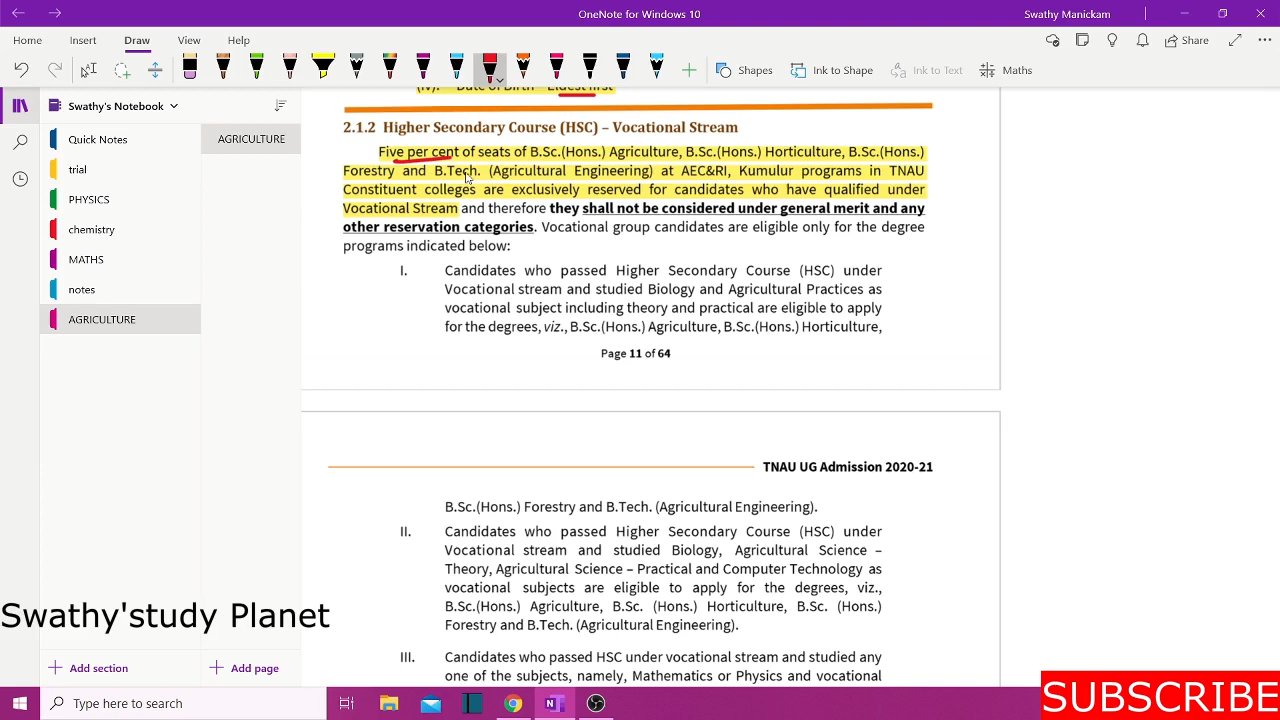 OneNote for Windows 10
Swathy Manickam
Home
Insert
Draw
View
Help
Share
Shapes
Ink to Shape
Ink to Text
Maths
Swathy's Notebook
AGRICULTURE
Quick Notes
trial
PHYSICS
chemistry
MATHS
notes
AGRICULTURE
(iv). Date of Birth – Eldest first
2.1.2 Higher Secondary Course (HSC) – Vocational Stream
Five per cent of seats of B.Sc.(Hons.) Agriculture, B.Sc.(Hons.) Horticulture, B.Sc.(Hons.)
Forestry and B.Tech. (Agricultural Engineering) at AEC&RI, Kumulur programs in TNAU
Constituent colleges are exclusively reserved for candidates who have qualified under
Vocational Stream and therefore they shall not be considered under general merit and any
other reservation categories. Vocational group candidates are eligible only for the degree
programs indicated below:
I. Candidates who passed Higher Secondary Course (HSC) under
Vocational stream and studied Biology and Agricultural Practices as
vocational subject including theory and practical are eligible to apply
for the degrees, viz., B.Sc.(Hons.) Agriculture, B.Sc.(Hons.) Horticulture,
Page 11 of 64
TNAU UG Admission 2020-21
B.Sc.(Hons.) Forestry and B.Tech. (Agricultural Engineering).
II. Candidates who passed Higher Secondary Course (HSC) under
Vocational stream and studied Biology, Agricultural Science –
Theory, Agricultural Science – Practical and Computer Technology as
vocational subjects are eligible to apply for the degrees, viz.,
B.Sc.(Hons.) Agriculture, B.Sc. (Hons.) Horticulture, B.Sc. (Hons.)
Forestry and B.Tech. (Agricultural Engineering).
III. Candidates who passed HSC under vocational stream and studied any
one of the subjects, namely, Mathematics or Physics and vocational
Swathy'study Planet
Add section
Add page
Type here to search
SUBSCRIBE